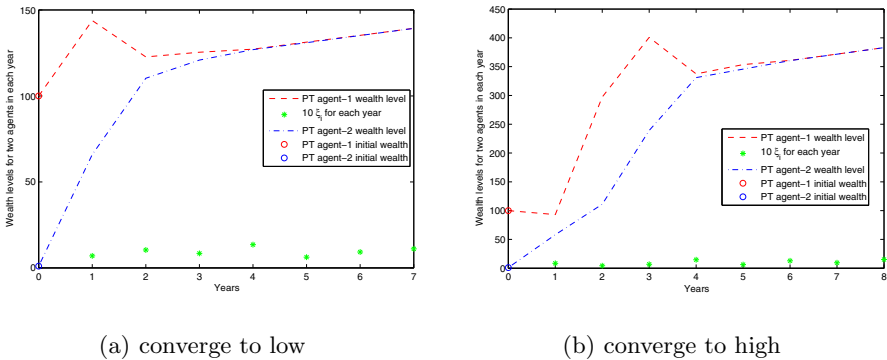 Wealth levels for two agents in each year
150
100
50
0
0 1 2 3 4 5 6 7
Years
PT agent-1 wealth level
10 ξi for each year
PT agent-2 wealth level
PT agent-1 initial wealth
PT agent-2 initial wealth
(a) converge to low
Wealth levels for two agents in each year
450
400
350
300
250
200
150
100
50
0
0 1 2 3 4 5 6 7 8
Years
PT agent-1 wealth level
10 ξi for each year
PT agent-2 wealth level
PT agent-1 initial wealth
PT agent-2 initial wealth
(b) converge to high